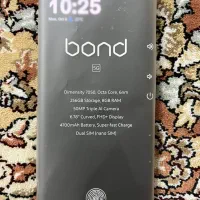 10:25
bond
5G
Dimensity 7050, Octa Core, 6nm
256GB Storage, 8GB RAM
50MP Triple AI Camera
6.78" Curved, FHD+ Display
4700mAh Battery, Super-fast Charge
Dual SIM (nano SIM)